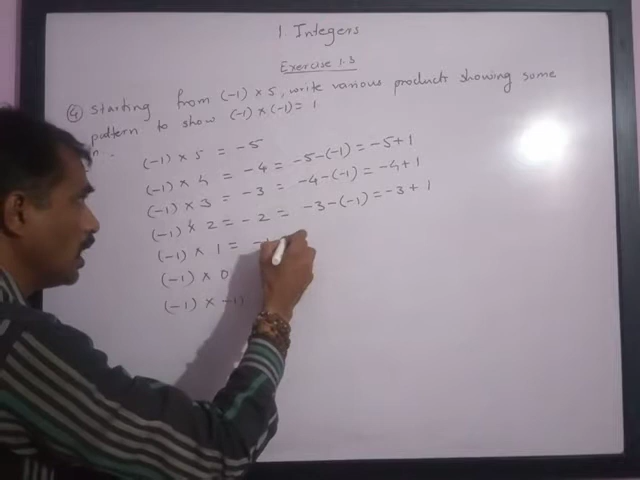 1 Integers
Exercise 1.3
④ Starting from (-1) × 5, write various products showing some
pattern to show (-1) × (-1) = 1
(-1) × 5 = -5
(-1) × 4 = -4 = -5-(-1) = -5+1
(-1) × 3 = -3 = -4-(-1) = -4+1
(-1) × 2 = -2 = -3-(-1) = -3+1
(-1) × 1 = -1
(-1) × 0
(-1) × -1)